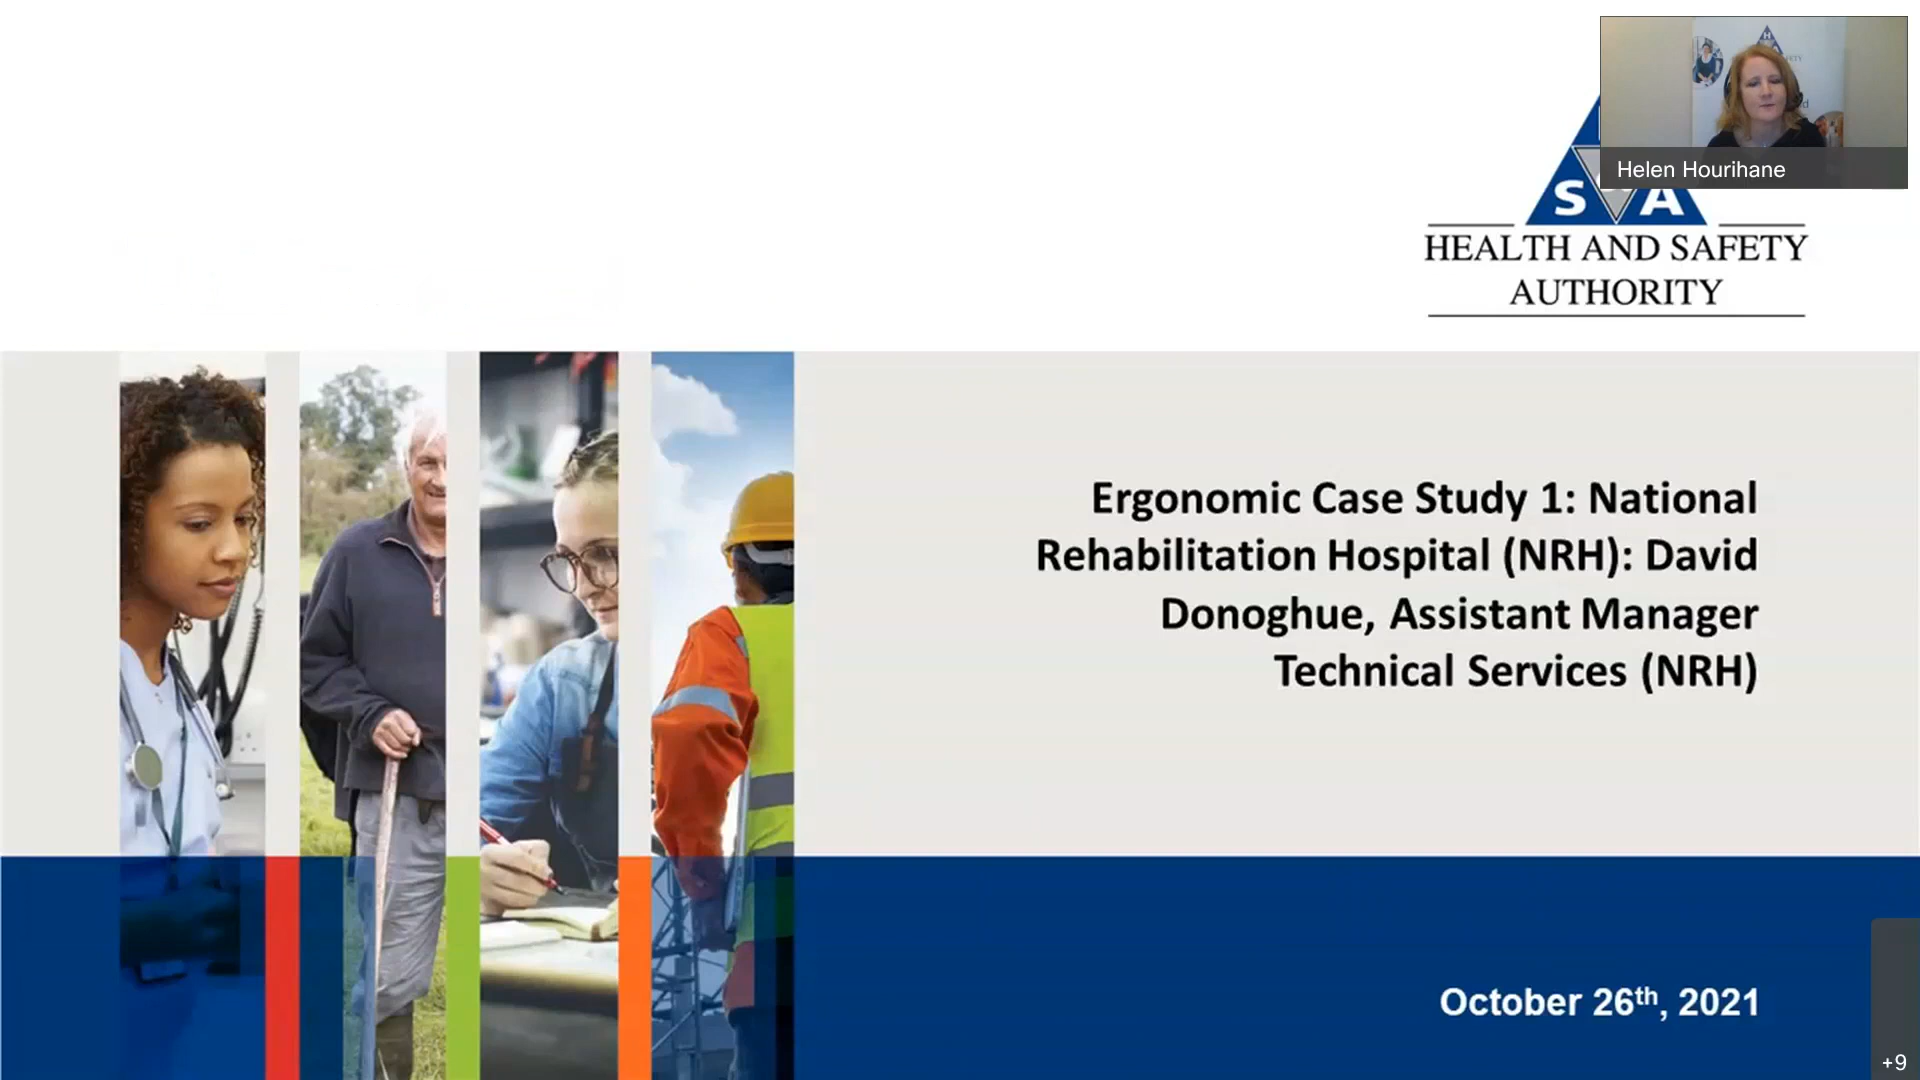 Helen Hourihane
S A
HEALTH AND SAFETY
AUTHORITY
Ergonomic Case Study 1: National
Rehabilitation Hospital (NRH): David
Donoghue, Assistant Manager
Technical Services (NRH)
October 26th, 2021
+9